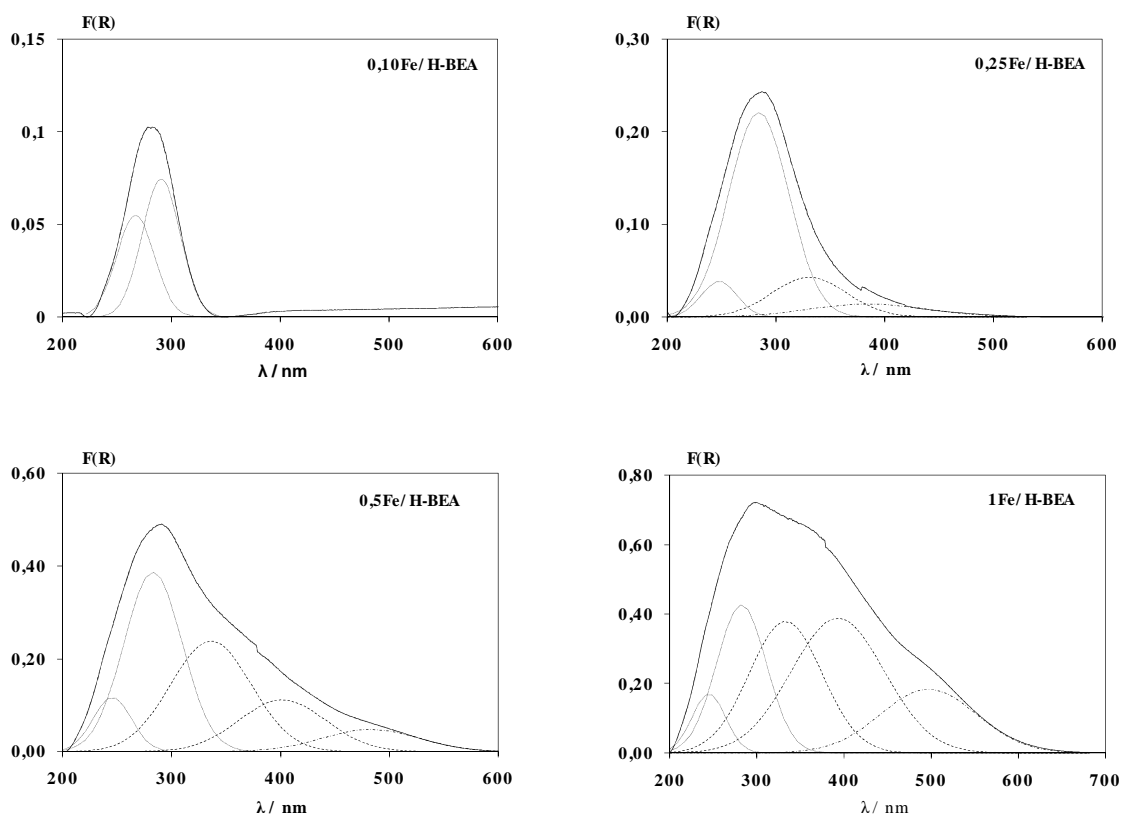 F(R)
0,15
0,1
0,05
0
0,10Fe/ H-BEA
200 300 400 500 600
λ / nm
F(R)
0,30
0,20
0,10
0,00
0,25Fe/ H-BEA
200 300 400 500 600
λ / nm
F(R)
0,60
0,40
0,20
0,00
0,5Fe/ H-BEA
200 300 400 500 600
λ / nm
F(R)
0,80
0,60
0,40
0,20
0,00
1Fe/ H-BEA
200 300 400 500 600 700
λ / nm